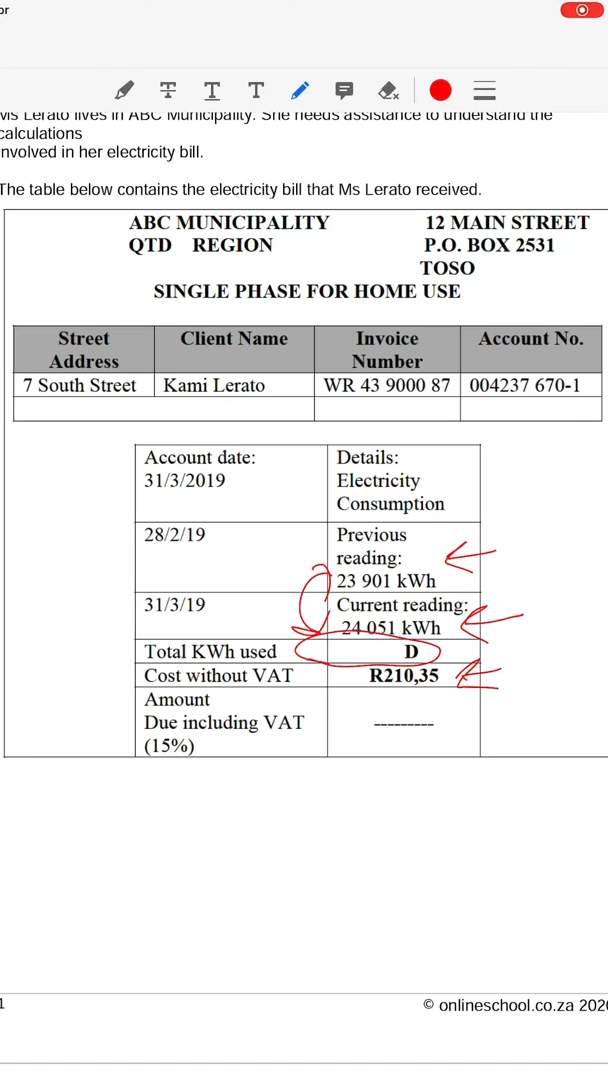 or
Ms Lerato lives in ABC Municipality. She needs assistance to understand the
calculations
involved in her electricity bill.
The table below contains the electricity bill that Ms Lerato received.
ABC MUNICIPALITY 12 MAIN STREET
QTD REGION P.O. BOX 2531
TOSO
SINGLE PHASE FOR HOME USE
Street Address Client Name Invoice Number Account No.
7 South Street Kami Lerato WR 43 9000 87 004237 670-1
Account date: Details:
31/3/2019 Electricity
Consumption
28/2/19 Previous
reading:
23 901 kWh
31/3/19 Current reading:
24 051 kWh
Total KWh used D
Cost without VAT R210,35
Amount
Due including VAT ---------
(15%)
1
© onlineschool.co.za 202